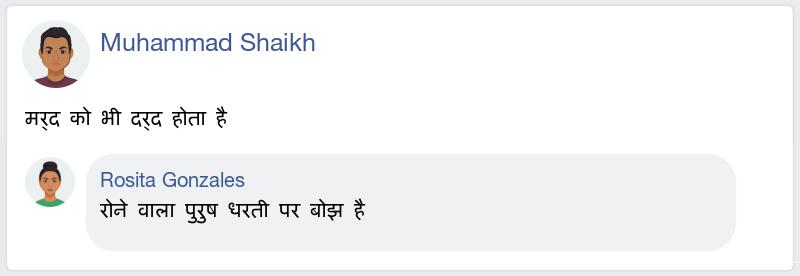 Muhammad Shaikh
मर्द को भी दर्द होता है
Rosita Gonzales
रोने वाला पुरुष धरती पर बोझ है